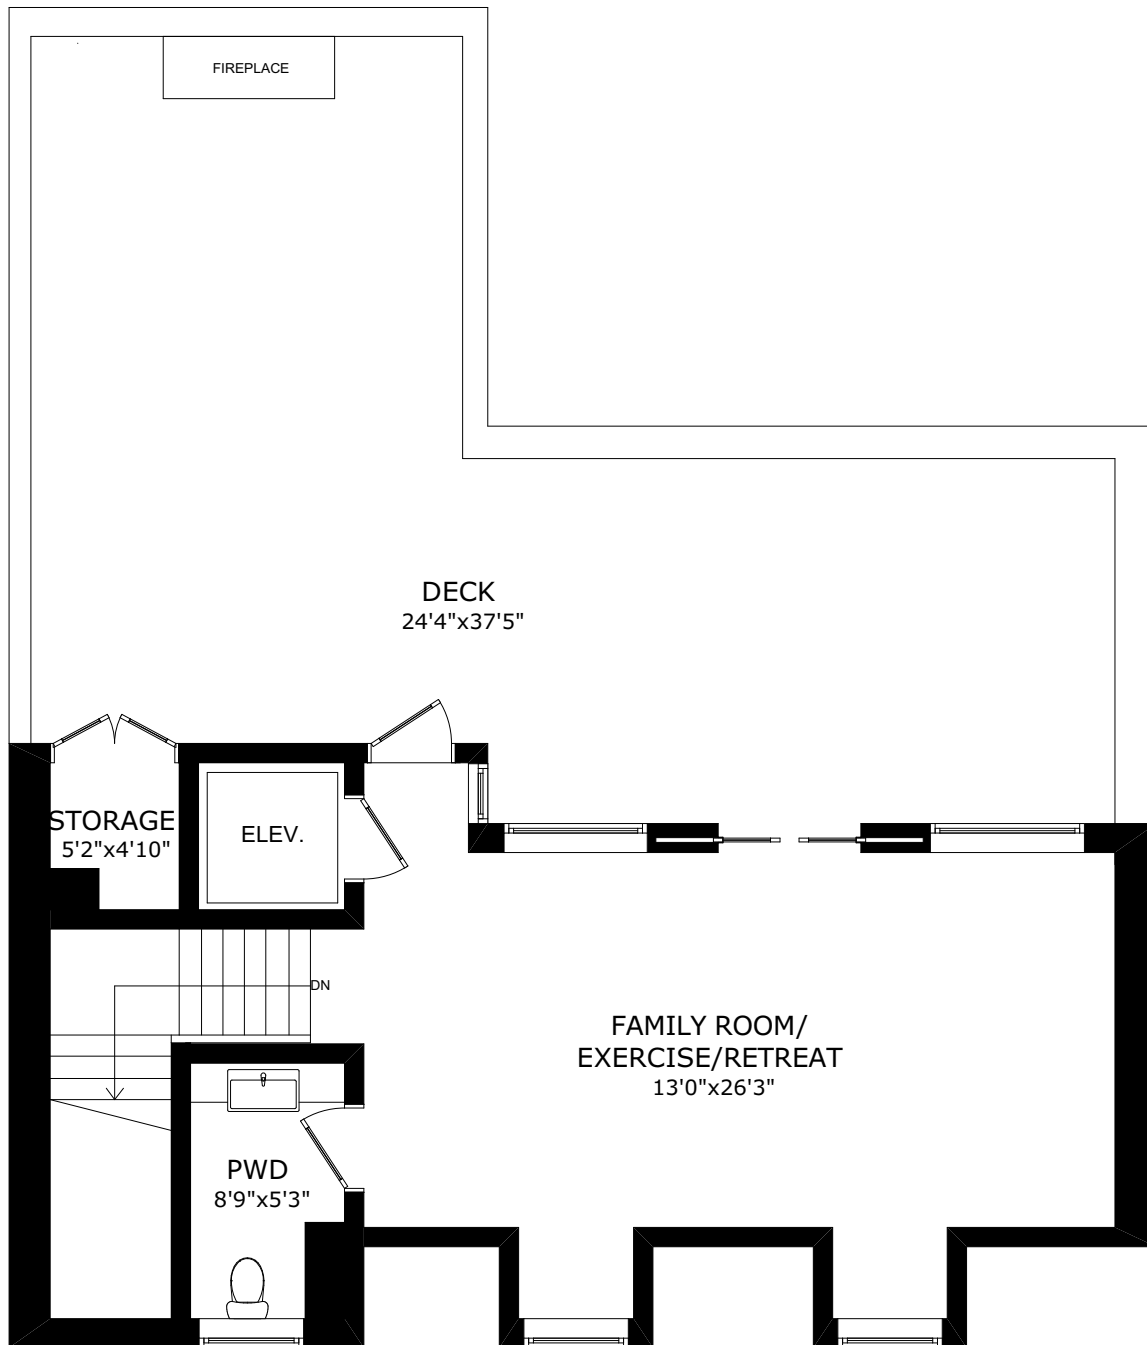 FIREPLACE
DECK
24'4"x37'5"
STORAGE
5'2"x4'10"
ELEV.
DN
FAMILY ROOM/
EXERCISE/RETREAT
13'0"x26'3"
PWD
8'9"x5'3"